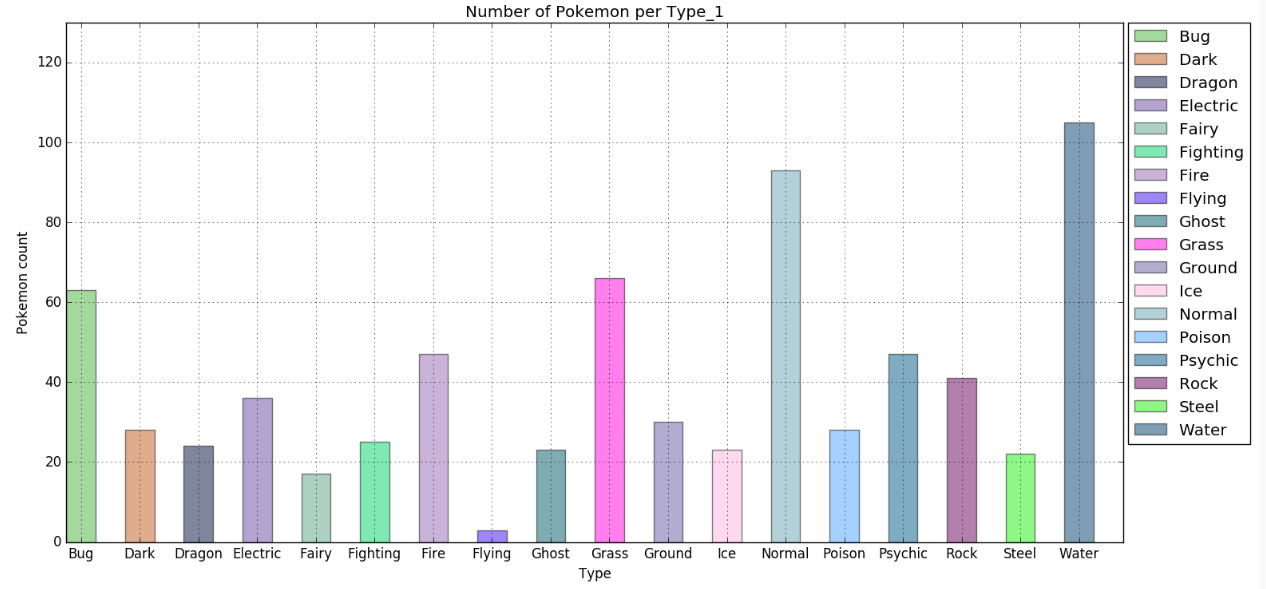 Number of Pokemon per Type_1
120
100
80
60
40
20
0
Pokemon count
Bug Dark Dragon Electric Fairy Fighting Fire Flying Ghost Grass Ground Ice Normal Poison Psychic Rock Steel Water
Type
Bug
Dark
Dragon
Electric
Fairy
Fighting
Fire
Flying
Ghost
Grass
Ground
Ice
Normal
Poison
Psychic
Rock
Steel
Water